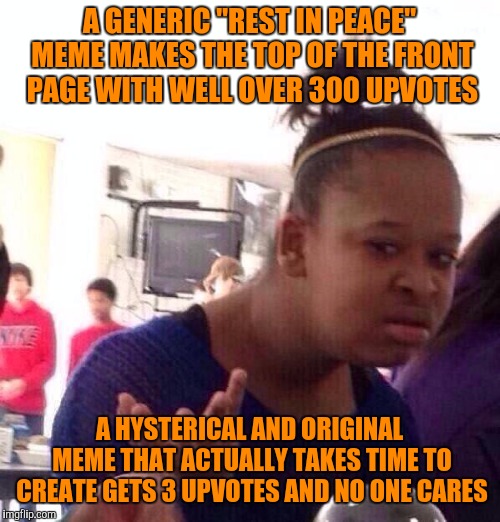 A GENERIC "REST IN PEACE"
MEME MAKES THE TOP OF THE FRONT
PAGE WITH WELL OVER 300 UPVOTES
A HYSTERICAL AND ORIGINAL
MEME THAT ACTUALLY TAKES TIME TO
CREATE GETS 3 UPVOTES AND NO ONE CARES
imgflip.com